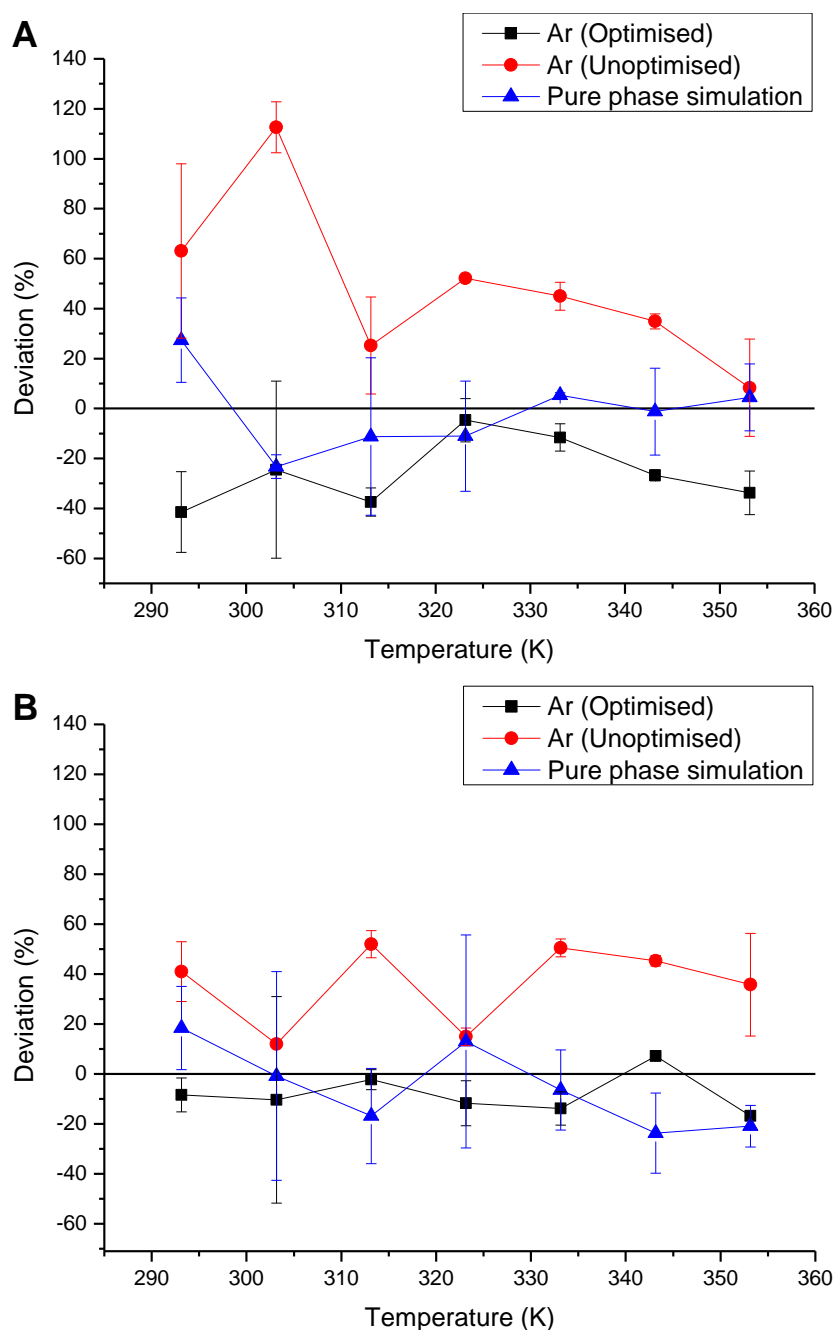 A
Ar (Optimised)
Ar (Unoptimised)
Pure phase simulation
140
120
100
80
60
40
20
0
-20
-40
-60
Deviation (%)
290 300 310 320 330 340 350 360
Temperature (K)
B
Ar (Optimised)
Ar (Unoptimised)
Pure phase simulation
140
120
100
80
60
40
20
0
-20
-40
-60
Deviation (%)
290 300 310 320 330 340 350 360
Temperature (K)